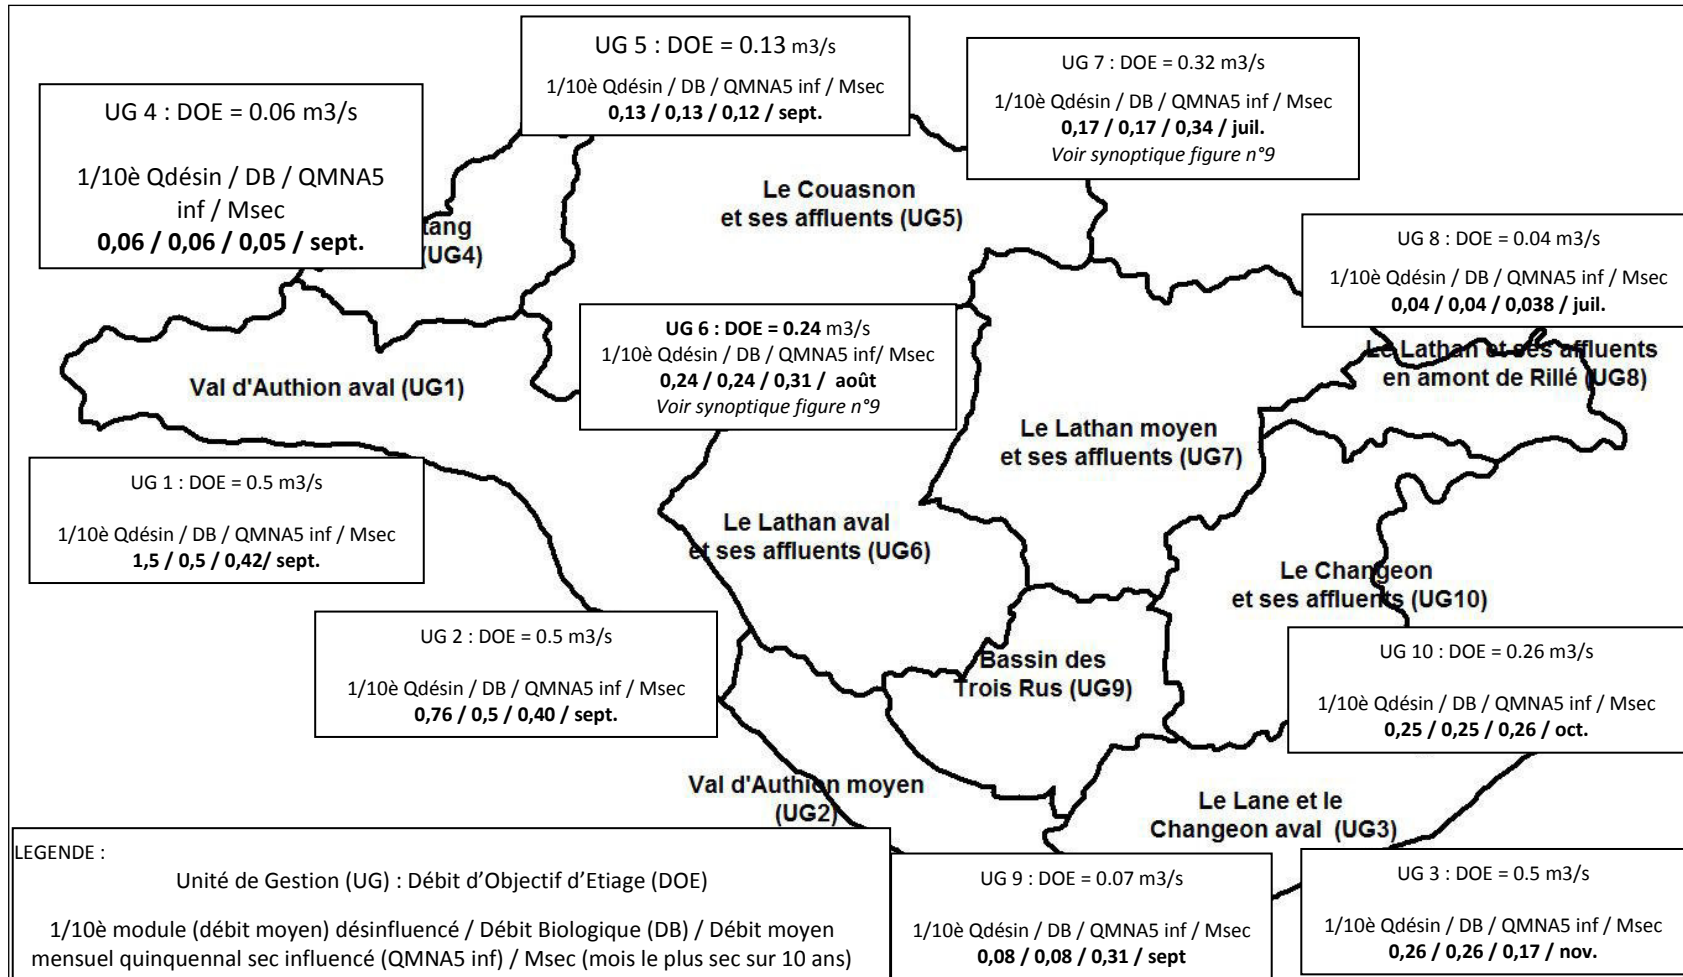 UG 5 : DOE = 0.13 m3/s
1/10è Qdésin / DB / QMNA5 inf / Msec
0,13 / 0,13 / 0,12 / sept.
UG 7 : DOE = 0.32 m3/s
1/10è Qdésin / DB / QMNA5 inf / Msec
0,17 / 0,17 / 0,34 / juil.
Voir synoptique figure n°9
UG 4 : DOE = 0.06 m3/s
1/10è Qdésin / DB / QMNA5
inf / Msec
0,06 / 0,06 / 0,05 / sept.
tang
(UG4)
Le Couasnon
et ses affluents (UG5)
UG 8 : DOE = 0.04 m3/s
1/10è Qdésin / DB / QMNA5 inf / Msec
0,04 / 0,04 / 0,038 / juil.
Le Lathan et ses affluents
en amont de Rillé (UG8)
UG 6 : DOE = 0.24 m3/s
1/10è Qdésin / DB / QMNA5 inf/ Msec
0,24 / 0,24 / 0,31 / août
Voir synoptique figure n°9
Val d'Authion aval (UG1)
Le Lathan moyen
et ses affluents (UG7)
UG 1 : DOE = 0.5 m3/s
1/10è Qdésin / DB / QMNA5 inf / Msec
1,5 / 0,5 / 0,42/ sept.
Le Lathan aval
et ses affluents (UG6)
Le Changeon
et ses affluents (UG10)
UG 2 : DOE = 0.5 m3/s
1/10è Qdésin / DB / QMNA5 inf / Msec
0,76 / 0,5 / 0,40 / sept.
Bassin des
Trois Rus (UG9)
UG 10 : DOE = 0.26 m3/s
1/10è Qdésin / DB / QMNA5 inf / Msec
0,25 / 0,25 / 0,26 / oct.
Val d'Authion moyen
(UG2)
Le Lane et le
Changeon aval (UG3)
LEGENDE :
Unité de Gestion (UG) : Débit d'Objectif d'Etiage (DOE)
1/10è module (débit moyen) désinfluencé / Débit Biologique (DB) / Débit moyen
mensuel quinquennal sec influencé (QMNA5 inf) / Msec (mois le plus sec sur 10 ans)
UG 9 : DOE = 0.07 m3/s
1/10è Qdésin / DB / QMNA5 inf / Msec
0,08 / 0,08 / 0,31 / sept
UG 3 : DOE = 0.5 m3/s
1/10è Qdésin / DB / QMNA5 inf / Msec
0,26 / 0,26 / 0,17 / nov.